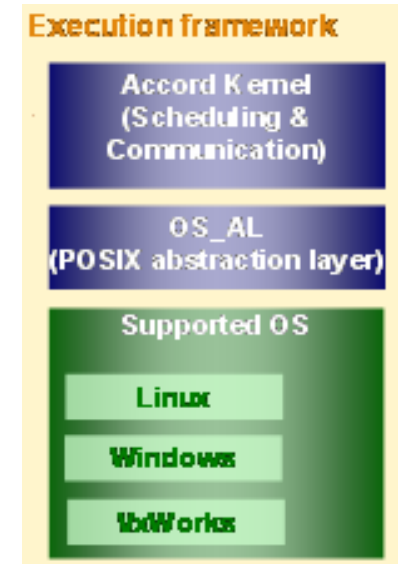 Execution framework
Accord Kernel
(Scheduling &
Communication)
OS_AL
(POSIX abstraction layer)
Supported OS
Linux
Windows
VxWorks